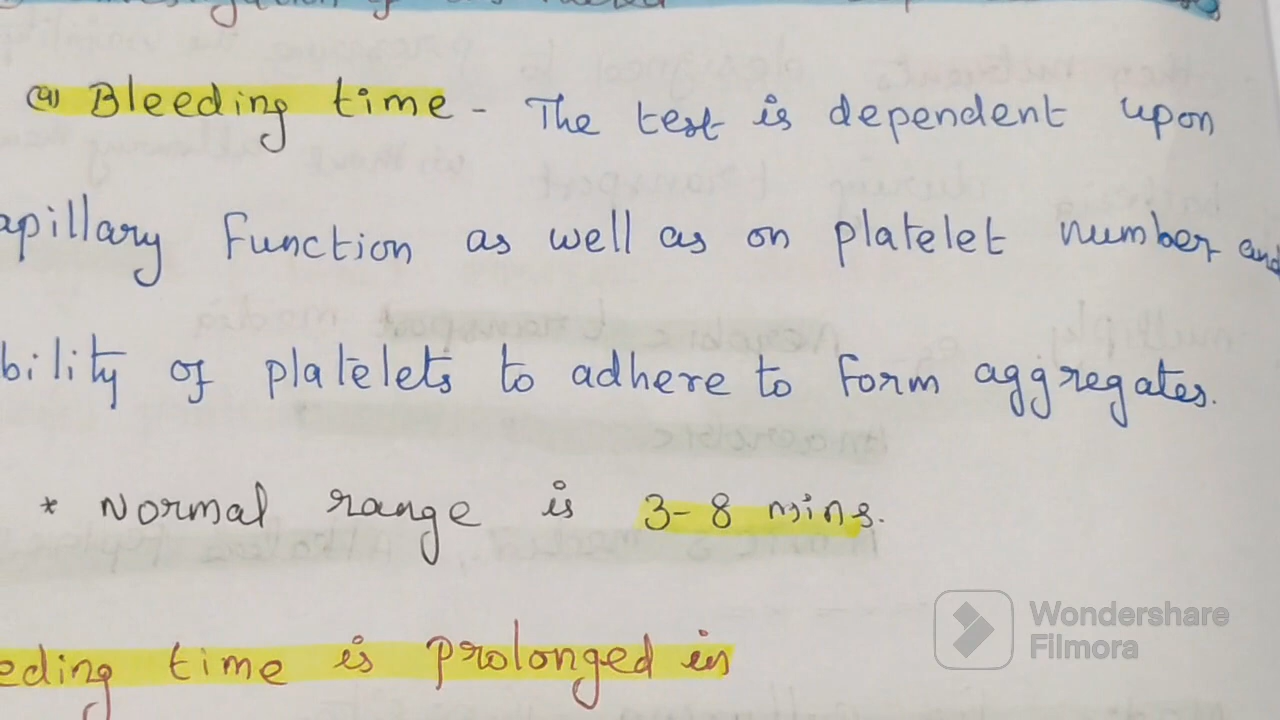 (a) Bleeding time - The test is dependent upon
apillary function as well as on platelet number and
bility of platelets to adhere to form aggregates.
* Normal range is 3-8 mins.
eding time is prolonged in
Wondershare
Filmora